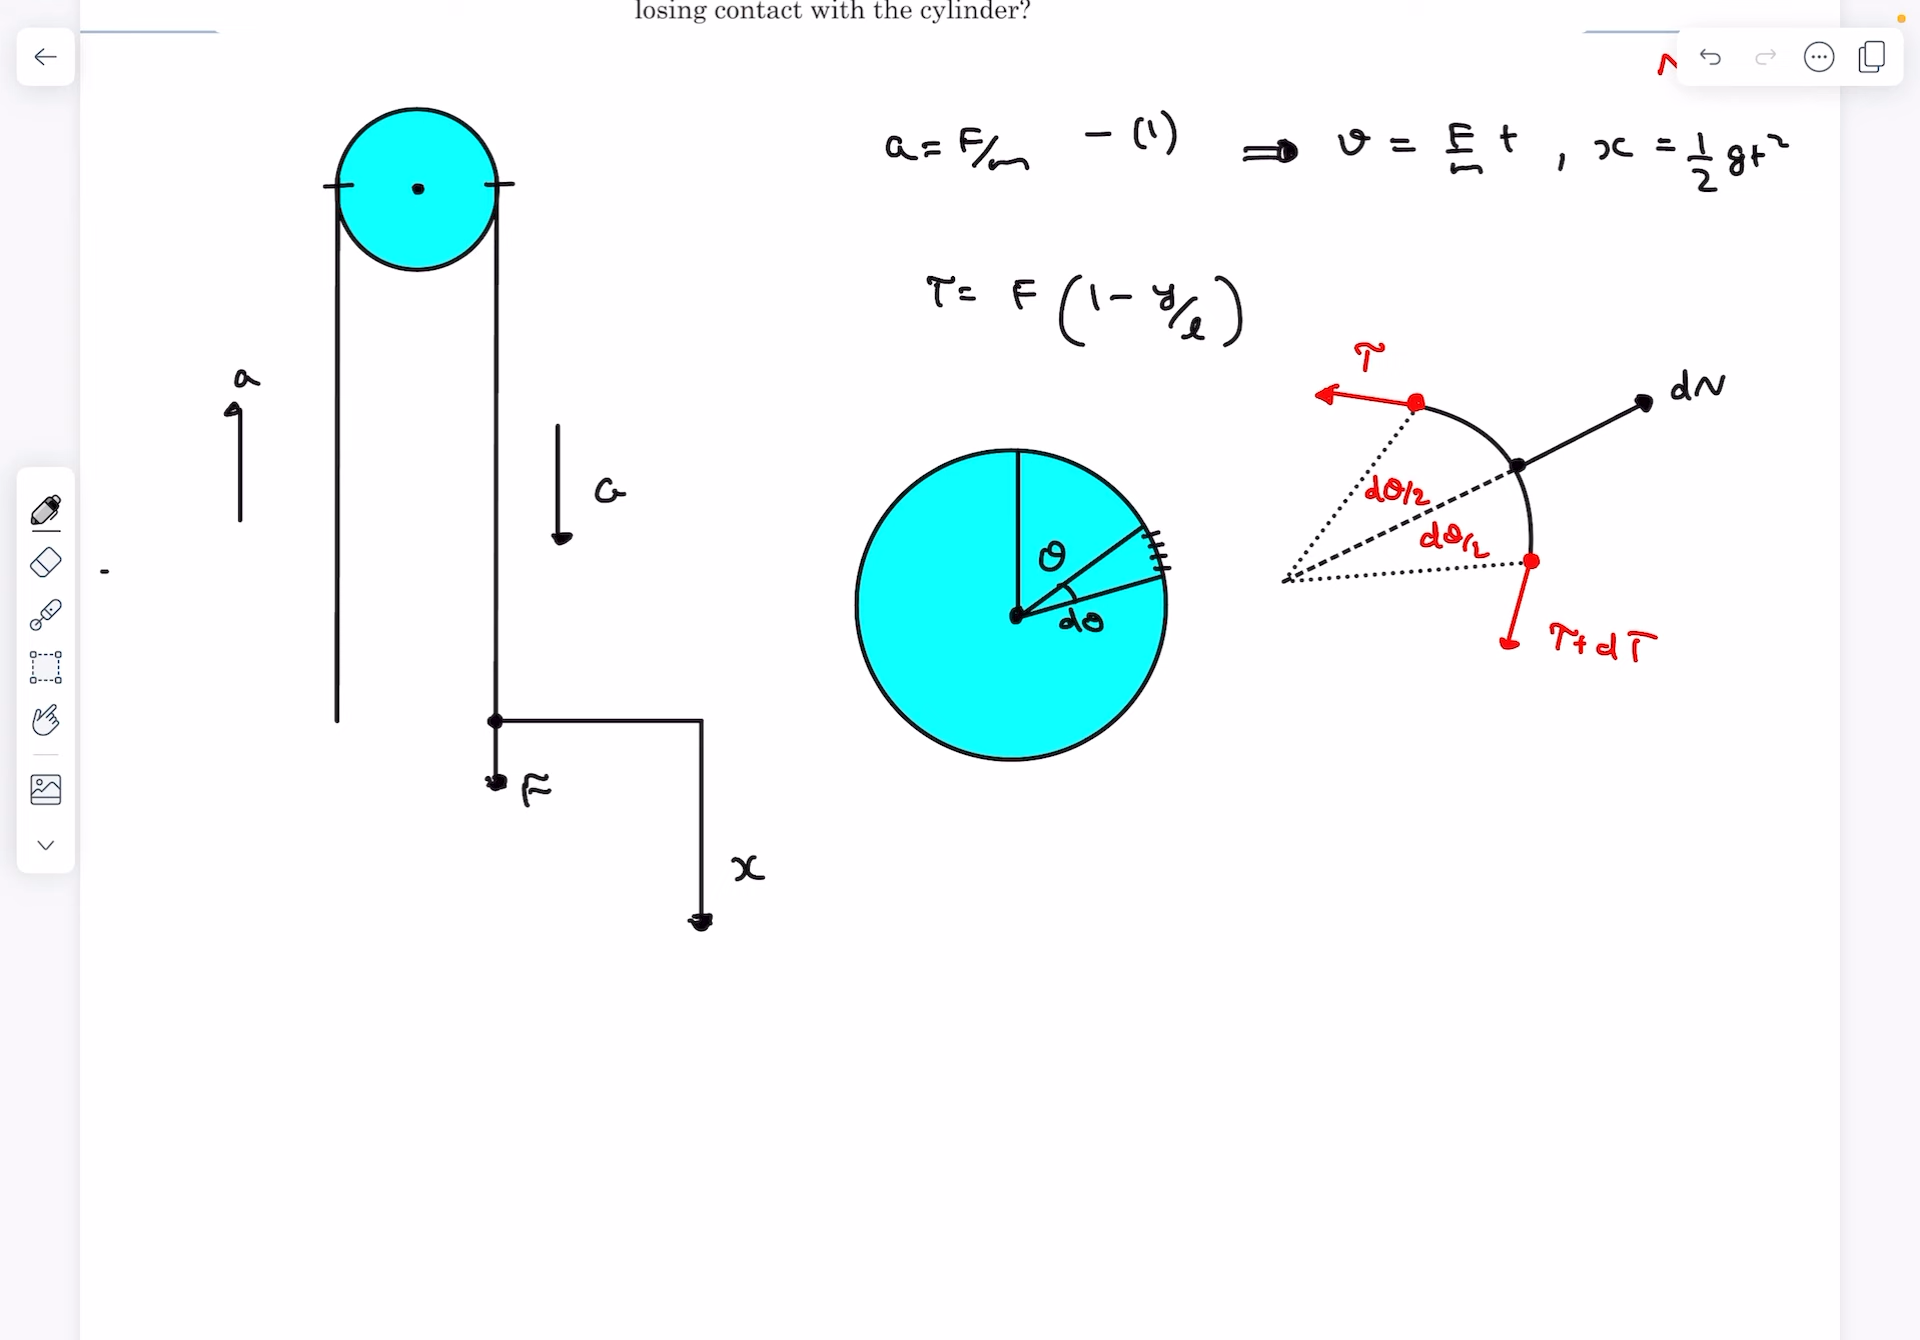 losing contact with the cylinder?
a = F/m - (1) ⇒ v = F/m t , x = 1/2 gt²
T = F (1 - y/l)
T
dN
a
a
dθ/2
dθ/2
θ
dθ
T + dT
F
x